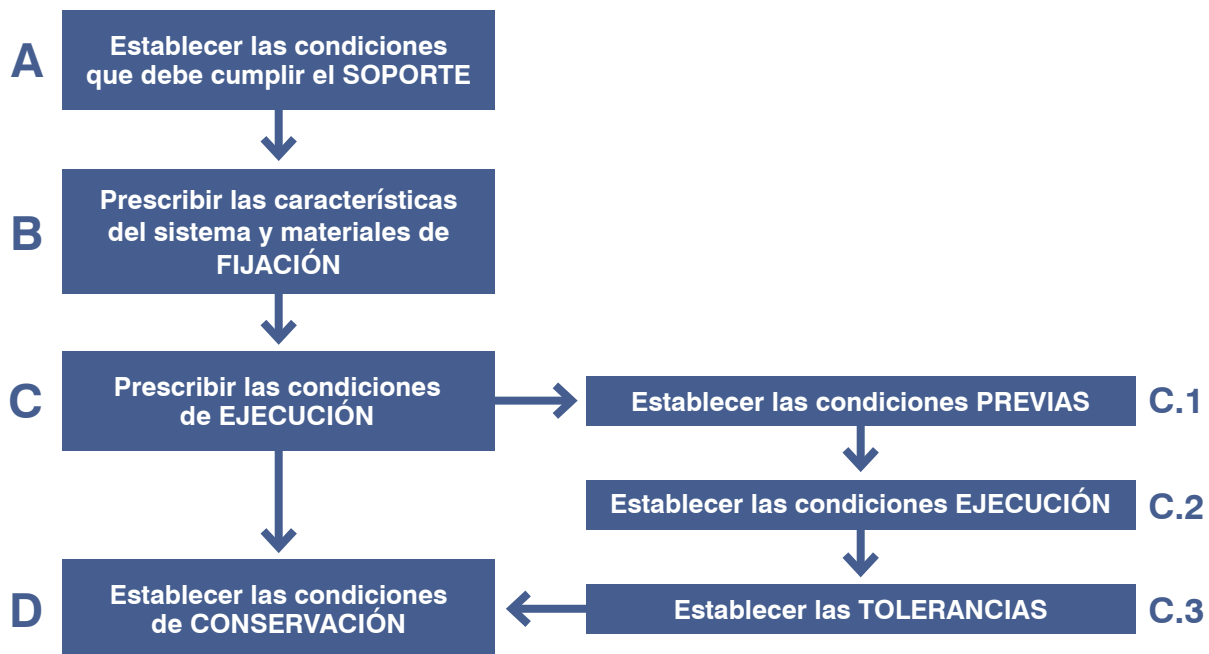 A
Establecer las condiciones
que debe cumplir el SOPORTE
B
Prescribir las características
del sistema y materiales de
FIJACIÓN
C
Prescribir las condiciones
de EJECUCIÓN
Establecer las condiciones PREVIAS
C.1
Establecer las condiciones EJECUCIÓN
C.2
Establecer las TOLERANCIAS
C.3
D
Establecer las condiciones
de CONSERVACIÓN